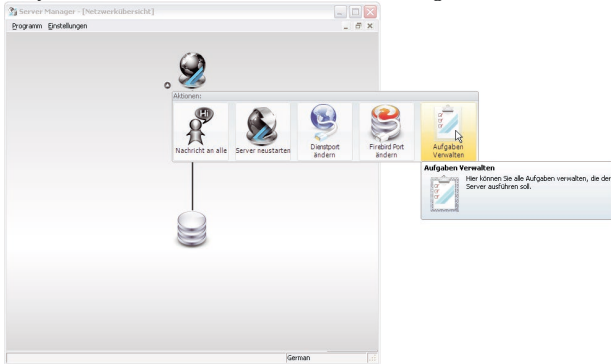 Server Manager - [Netzwerkübersicht]
Programm Einstellungen
Aktionen:
Hi
Nachricht an alle
Server neustarten
Dienstport
ändern
Firebird Port
ändern
Aufgaben
Verwalten
Aufgaben Verwalten
Hier können Sie alle Aufgaben verwalten, die der
Server ausführen soll.
German